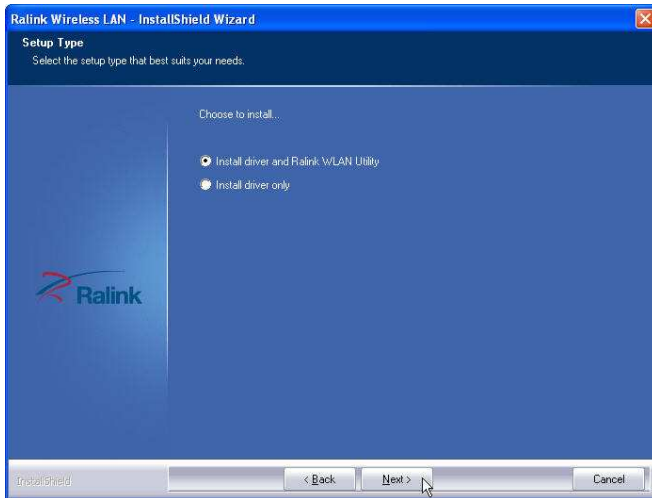 Ralink Wireless LAN - InstallShield Wizard
Setup Type
Select the setup type that best suits your needs.
Choose to install...
Install driver and Ralink WLAN Utility
Install driver only
Ralink
InstallShield
< Back
Next >
Cancel